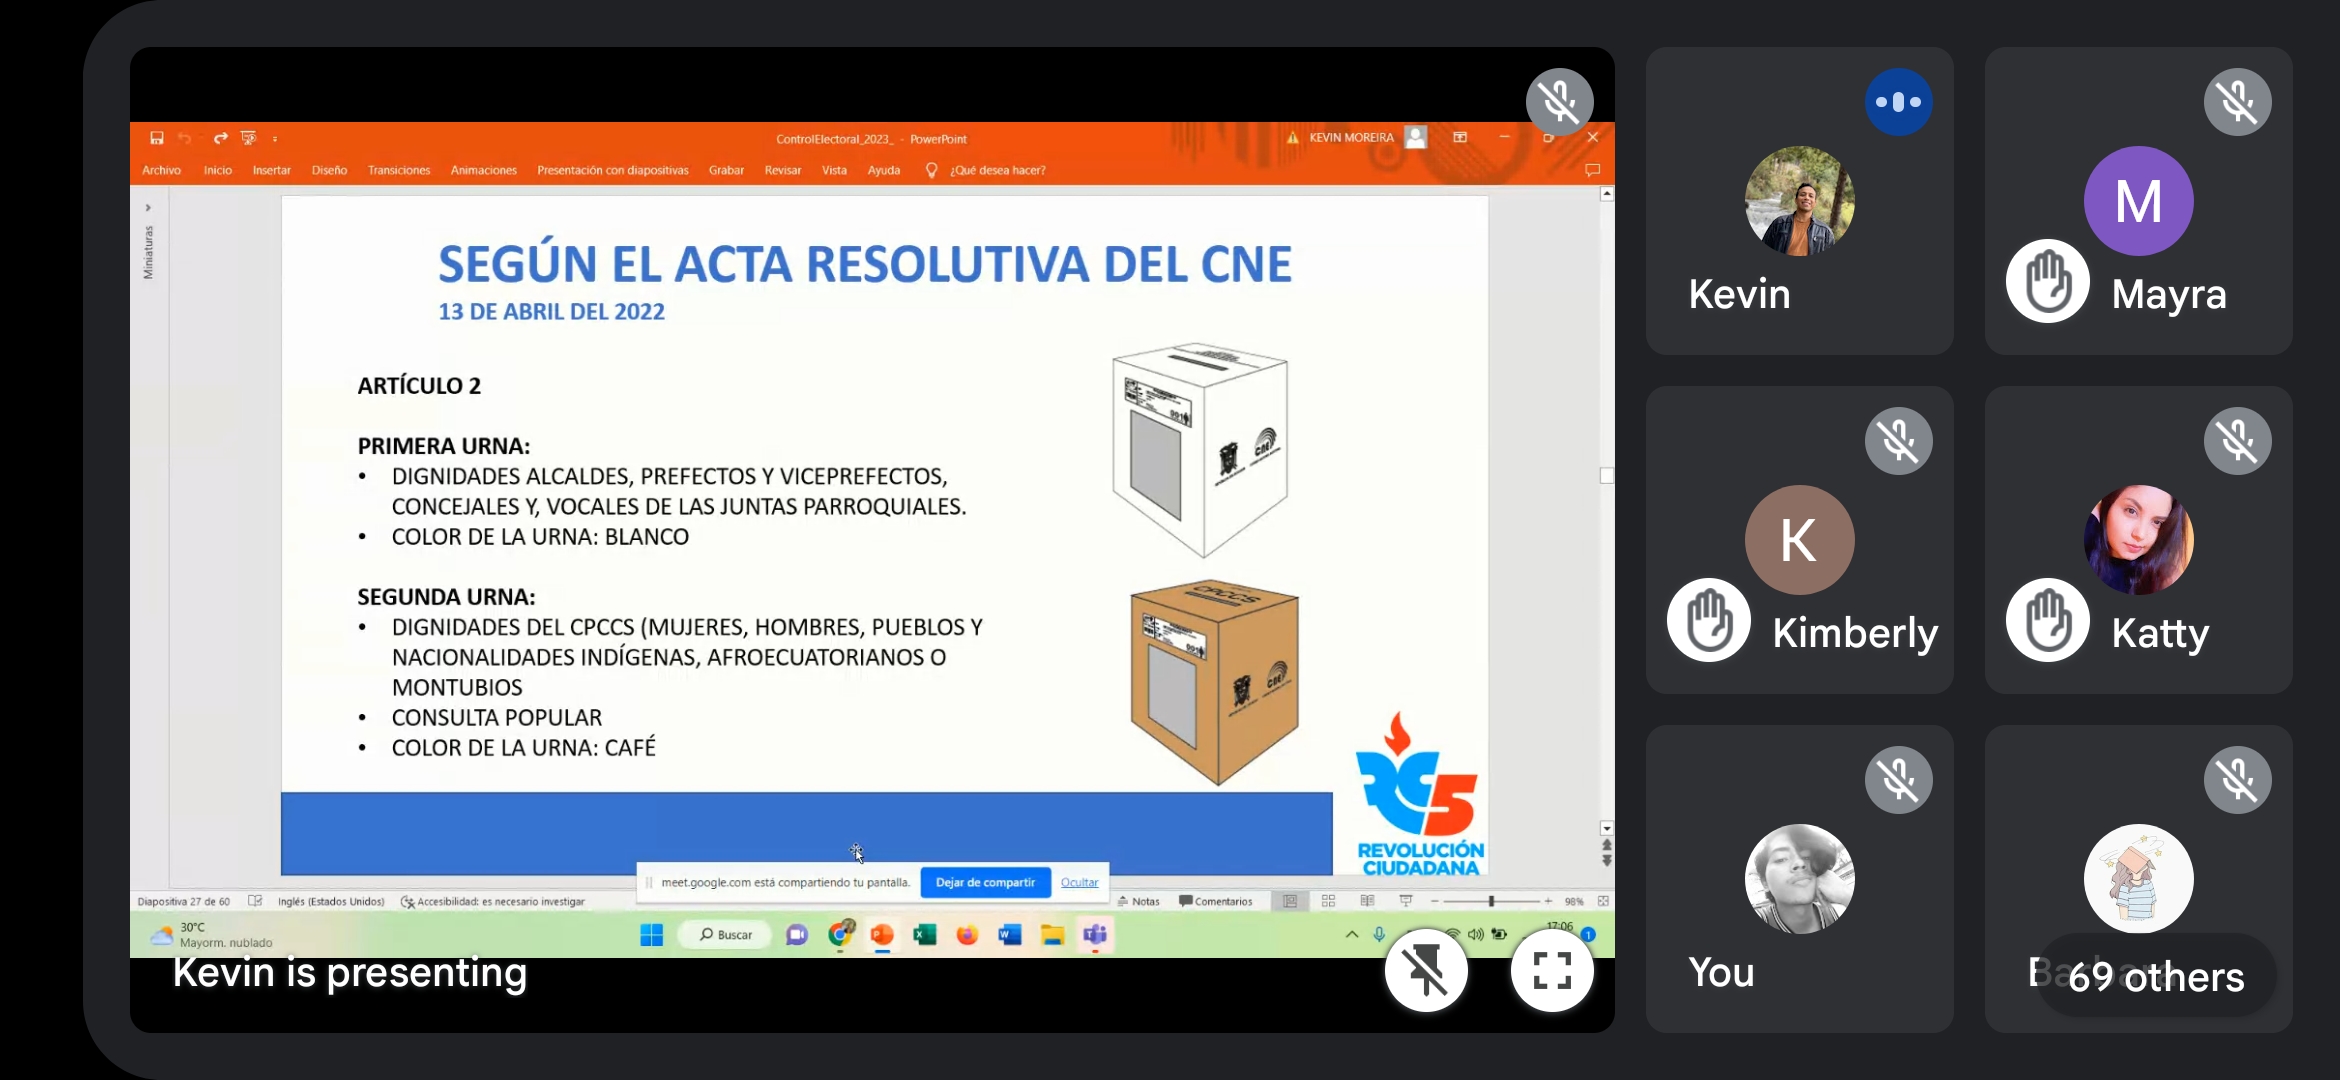 ControlElectoral_2023_ - PowerPoint
KEVIN MOREIRA
Archivo Inicio Insertar Diseño Transiciones Animaciones Presentación con diapositivas Grabar Revisar Vista Ayuda ¿Qué desea hacer?
Miniaturas
SEGÚN EL ACTA RESOLUTIVA DEL CNE
13 DE ABRIL DEL 2022
ARTÍCULO 2
PRIMERA URNA:
• DIGNIDADES ALCALDES, PREFECTOS Y VICEPREFECTOS,
CONCEJALES Y, VOCALES DE LAS JUNTAS PARROQUIALES.
• COLOR DE LA URNA: BLANCO
SEGUNDA URNA:
• DIGNIDADES DEL CPCCS (MUJERES, HOMBRES, PUEBLOS Y
NACIONALIDADES INDÍGENAS, AFROECUATORIANOS O
MONTUBIOS
• CONSULTA POPULAR
• COLOR DE LA URNA: CAFÉ
cne
CPCCS
cne
RC5
REVOLUCIÓN
CIUDADANA
meet.google.com está compartiendo tu pantalla. Dejar de compartir Ocultar
Diapositiva 27 de 60 Inglés (Estados Unidos) Accesibilidad: es necesario investigar Notas Comentarios 98%
30°C
Mayorm. nublado
Buscar
17:06
1
Kevin is presenting
Kevin
M
Mayra
K
Kimberly
Katty
You
69 others